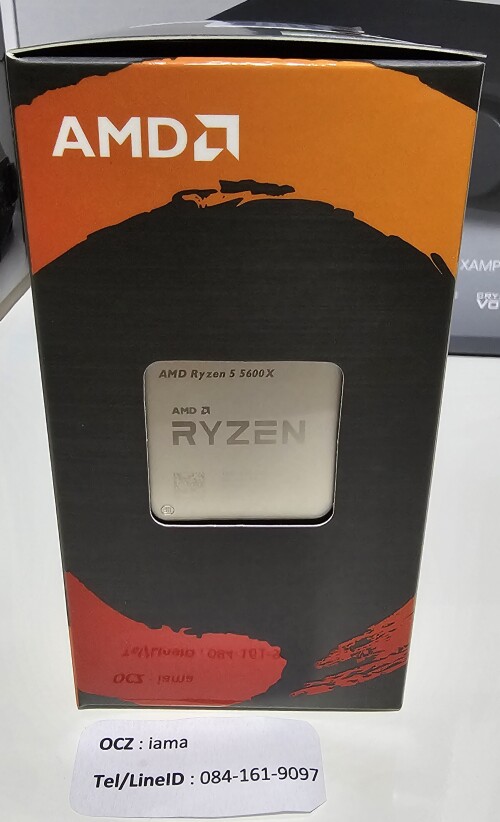 AMD
AMD Ryzen 5 5600X
AMD
RYZEN
XAMP
OCZ : iama
Tel/LineID : 084-161-9097